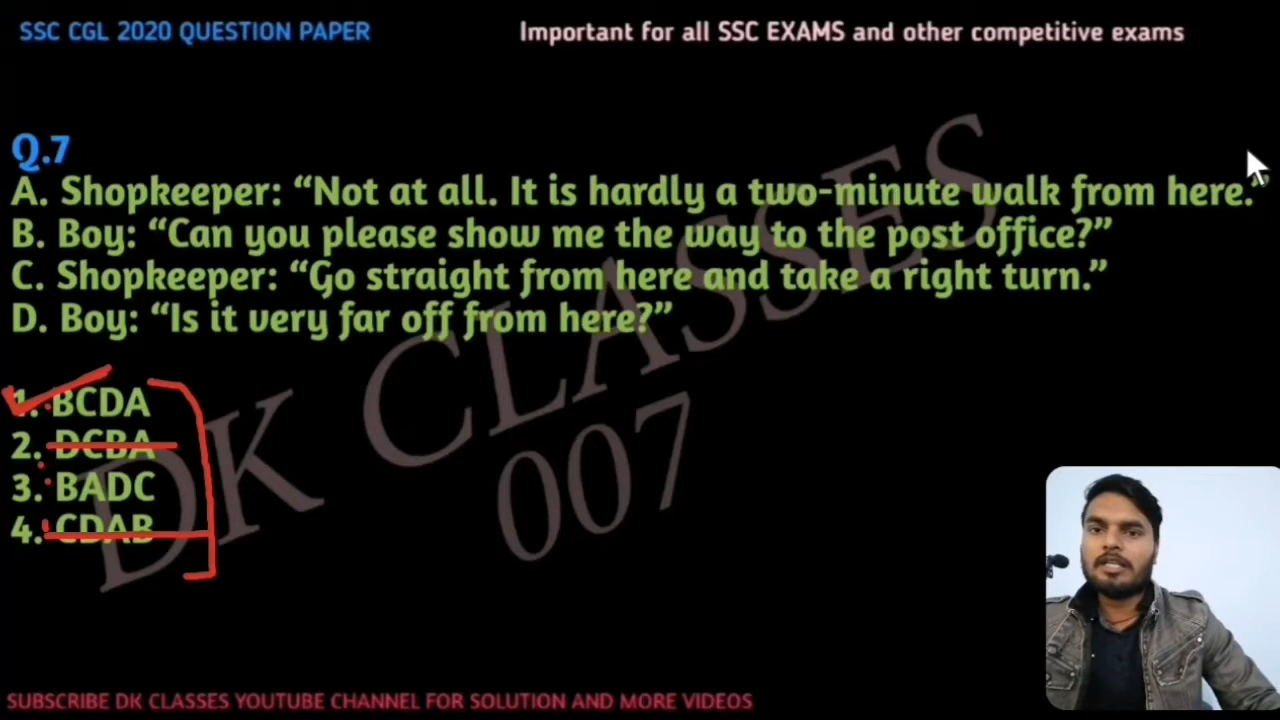 SSC CGL 2020 QUESTION PAPER Important for all SSC EXAMS and other competitive exams
Q.7
A. Shopkeeper: “Not at all. It is hardly a two-minute walk from here.”
B. Boy: “Can you please show me the way to the post office?”
C. Shopkeeper: “Go straight from here and take a right turn.”
D. Boy: “Is it very far off from here?”
1. BCDA
2. DCBA
3. BADC
4. CDAB
DK CLASSES
007
SUBSCRIBE DK CLASSES YOUTUBE CHANNEL FOR SOLUTION AND MORE VIDEOS